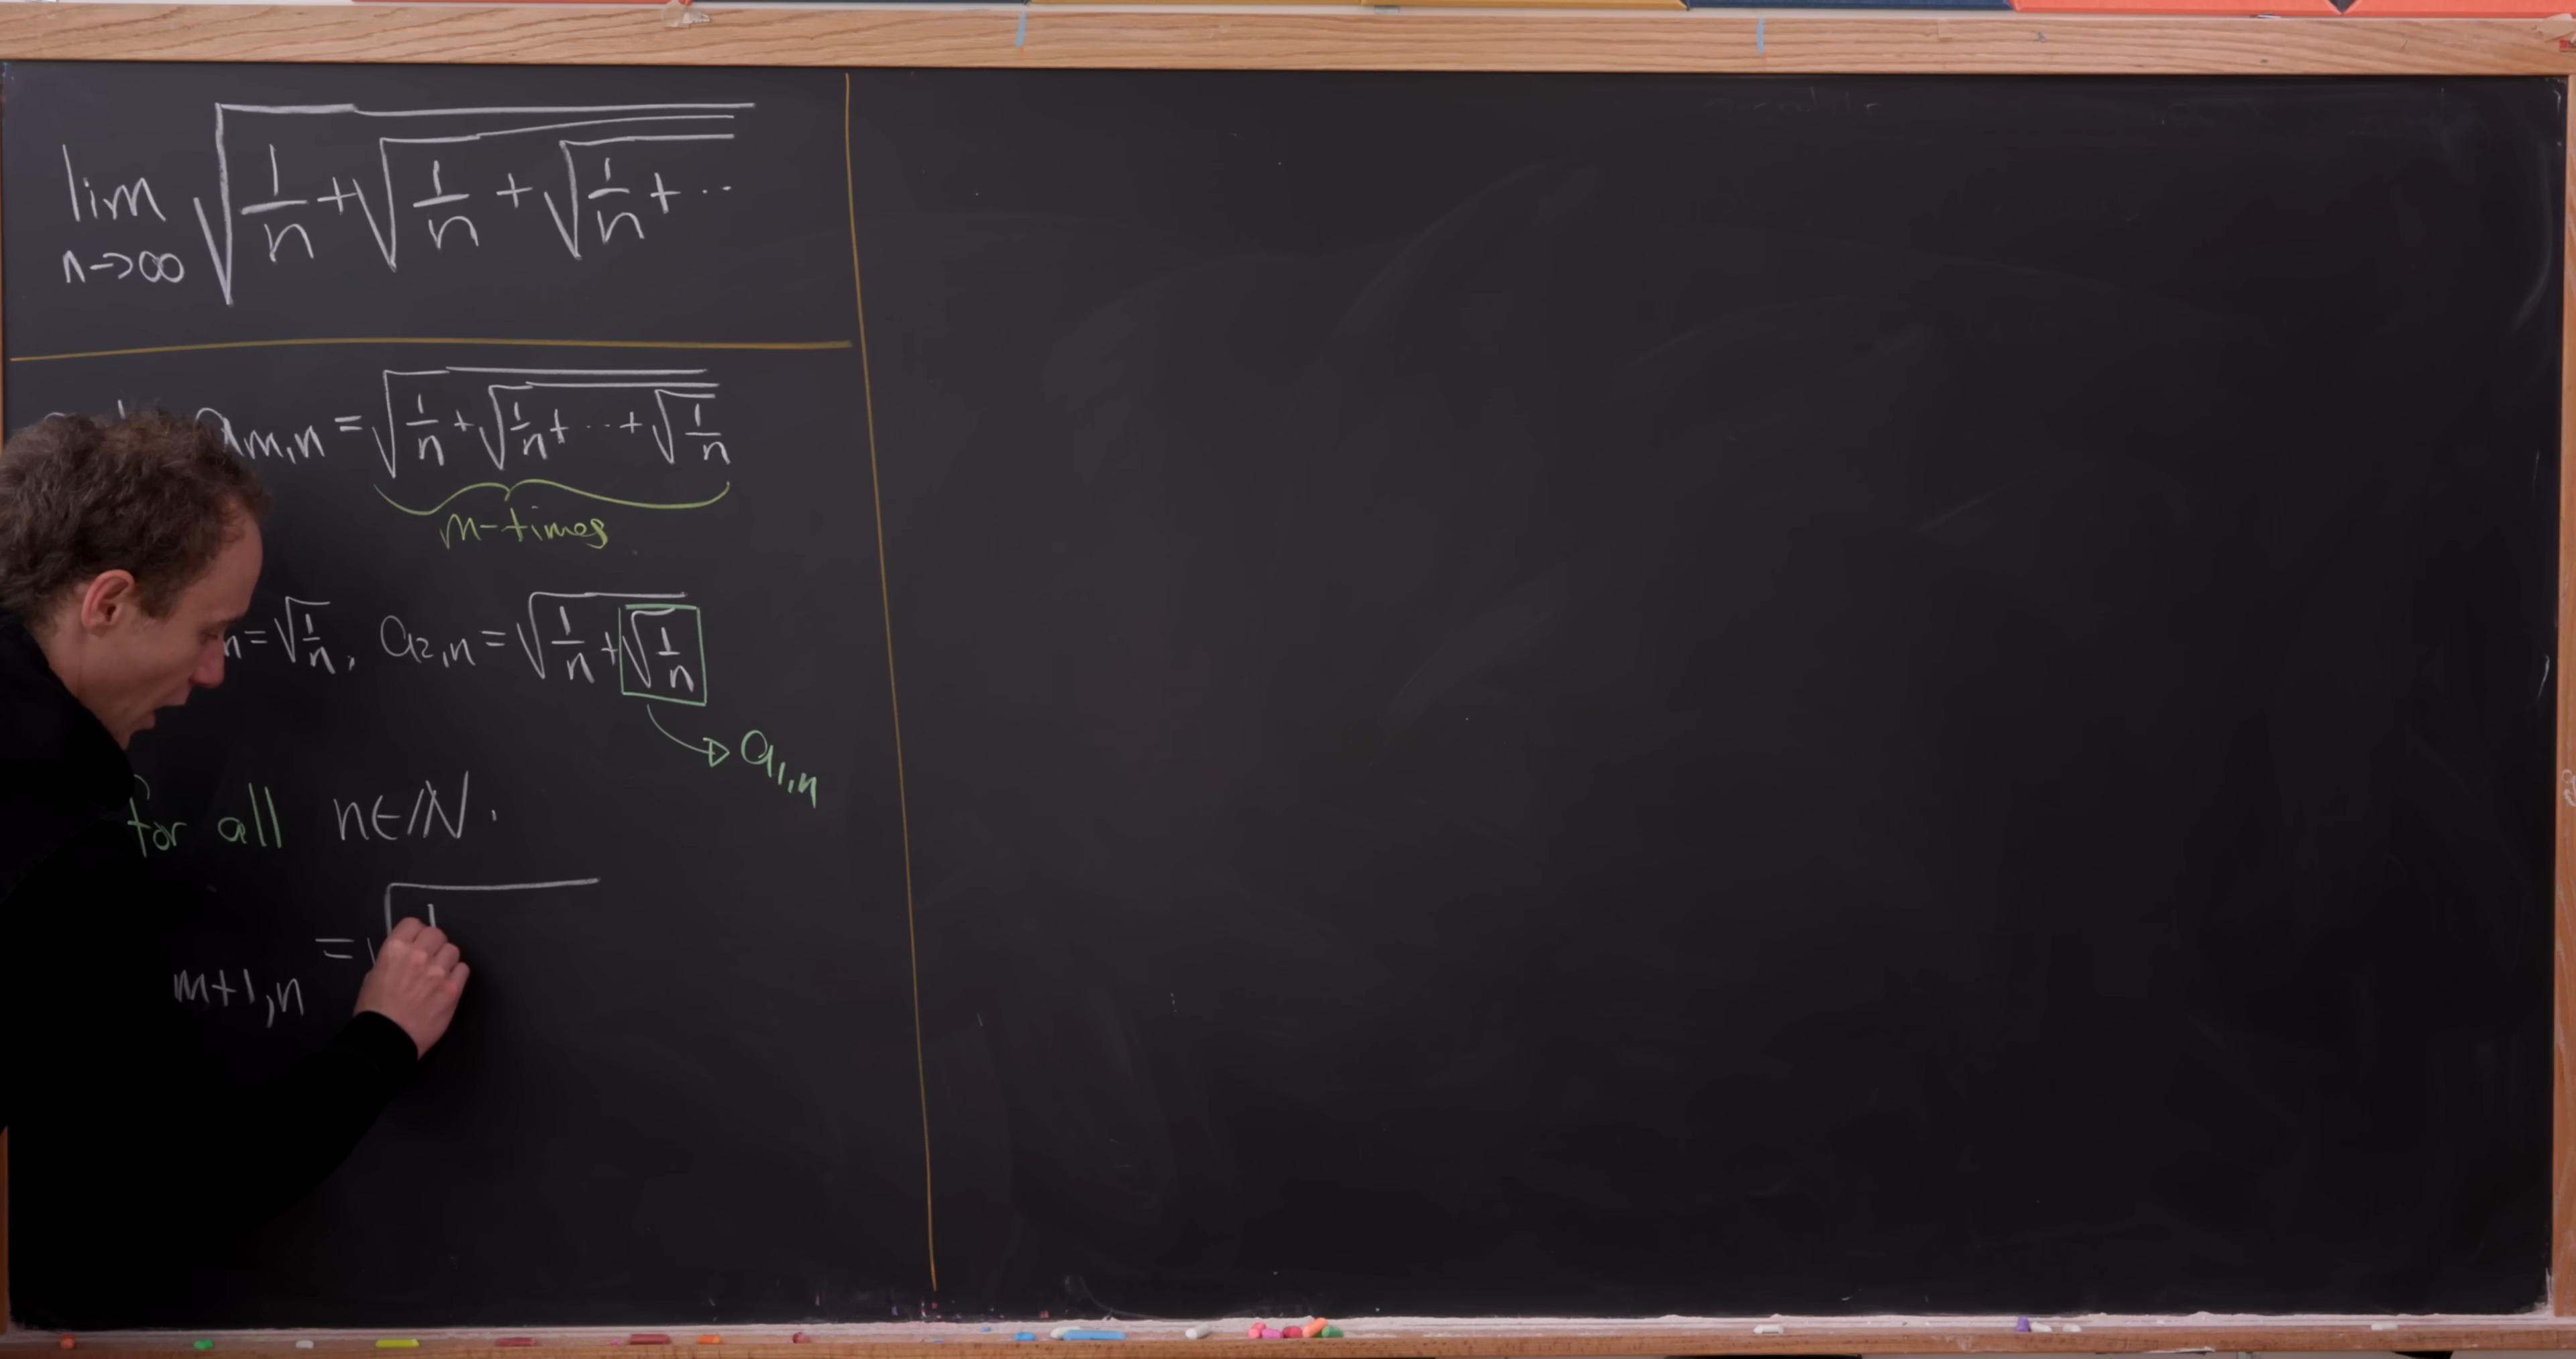 lim n→∞ √(1/n + √(1/n + √(1/n + ⋯
a_{m,n} = √(1/n + √(1/n + ⋯ + √(1/n)))
m-times
n = √(1/n), a_{2,n} = √(1/n + √(1/n))
a_{1,n}
for all n∈ℕ.
m+1,n = √(1